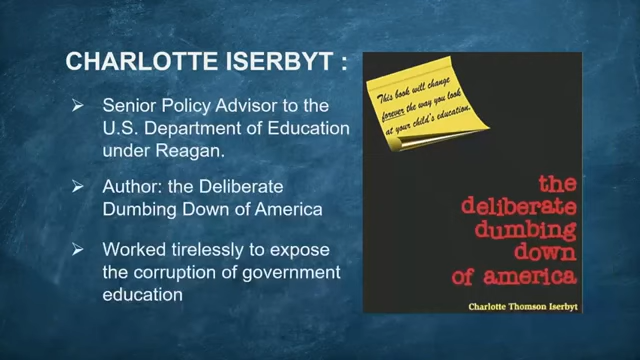 CHARLOTTE ISERBYT :
Senior Policy Advisor to the
U.S. Department of Education
under Reagan.
Author: the Deliberate
Dumbing Down of America
Worked tirelessly to expose
the corruption of government
education
This book will change
forever the way you look
at your child's education.
the
deliberate
dumbing
down
of america
Charlotte Thomson Iserbyt